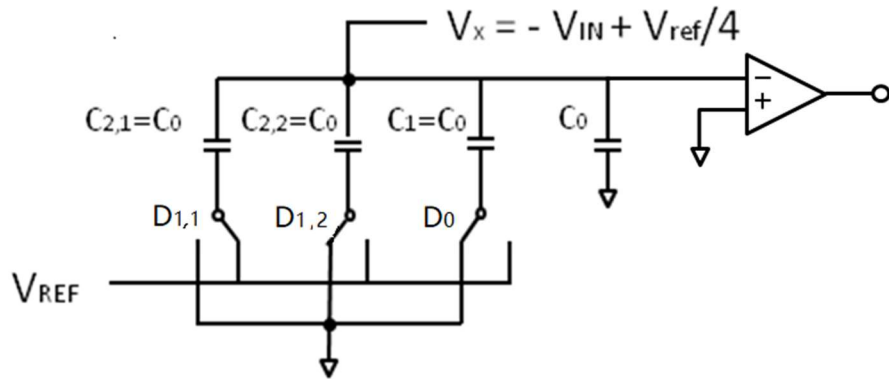 Vx = - VIN + Vref/4
C2,1=C0 C2,2=C0 C1=C0 C0
D1,1 D1,2 D0
VREF